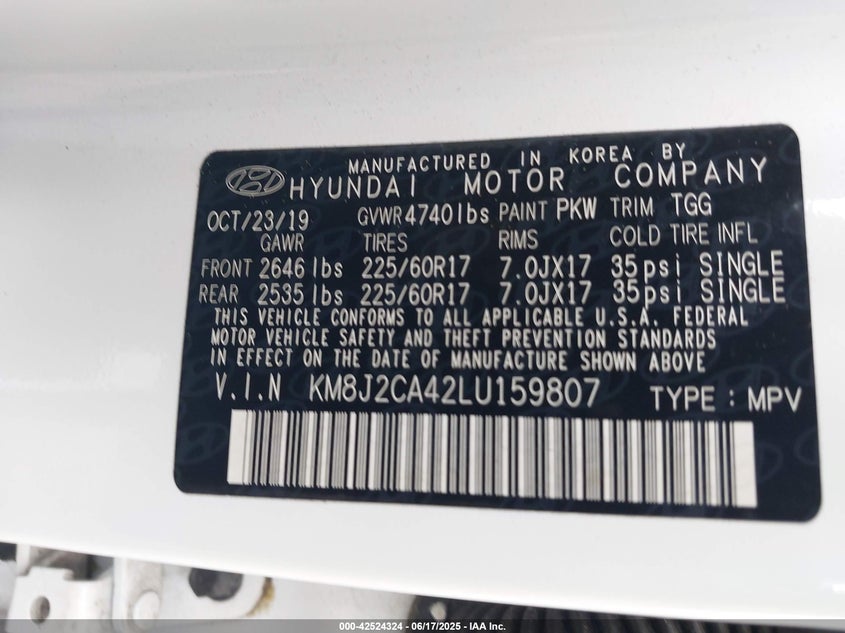 MANUFACTURED IN KOREA BY
HYUNDAI MOTOR COMPANY
OCT/23/19 GVWR 4740lbs PAINT PKW TRIM TGG
GAWR TIRES RIMS COLD TIRE INFL
FRONT 2646 lbs 225/60R17 7.0JX17 35psi SINGLE
REAR 2535 lbs 225/60R17 7.0JX17 35psi SINGLE
THIS VEHICLE CONFORMS TO ALL APPLICABLE U.S.A. FEDERAL
MOTOR VEHICLE SAFETY AND THEFT PREVENTION STANDARDS
IN EFFECT ON THE DATE OF MANUFACTURE SHOWN ABOVE
V.I.N KM8J2CA42LU159807 TYPE : MPV
000-42524324 - 06/17/2025 - IAA Inc.